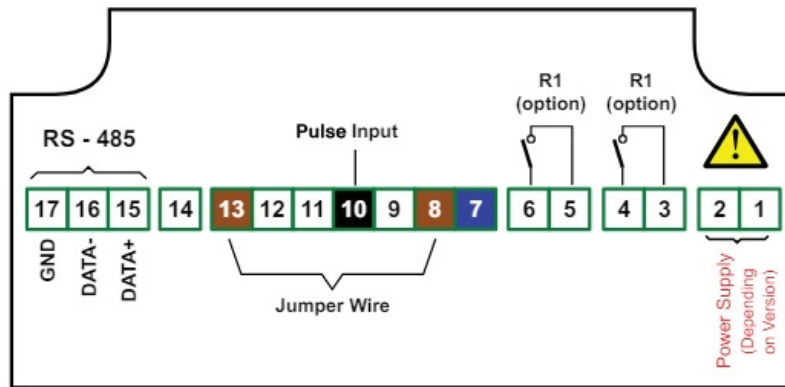 R1
(option)
R1
(option)
RS - 485
Pulse Input
17
16
15
14
13
12
11
10
9
8
7
6
5
4
3
2
1
GND
DATA-
DATA+
Jumper Wire
Power Supply
(Depending
on Version)